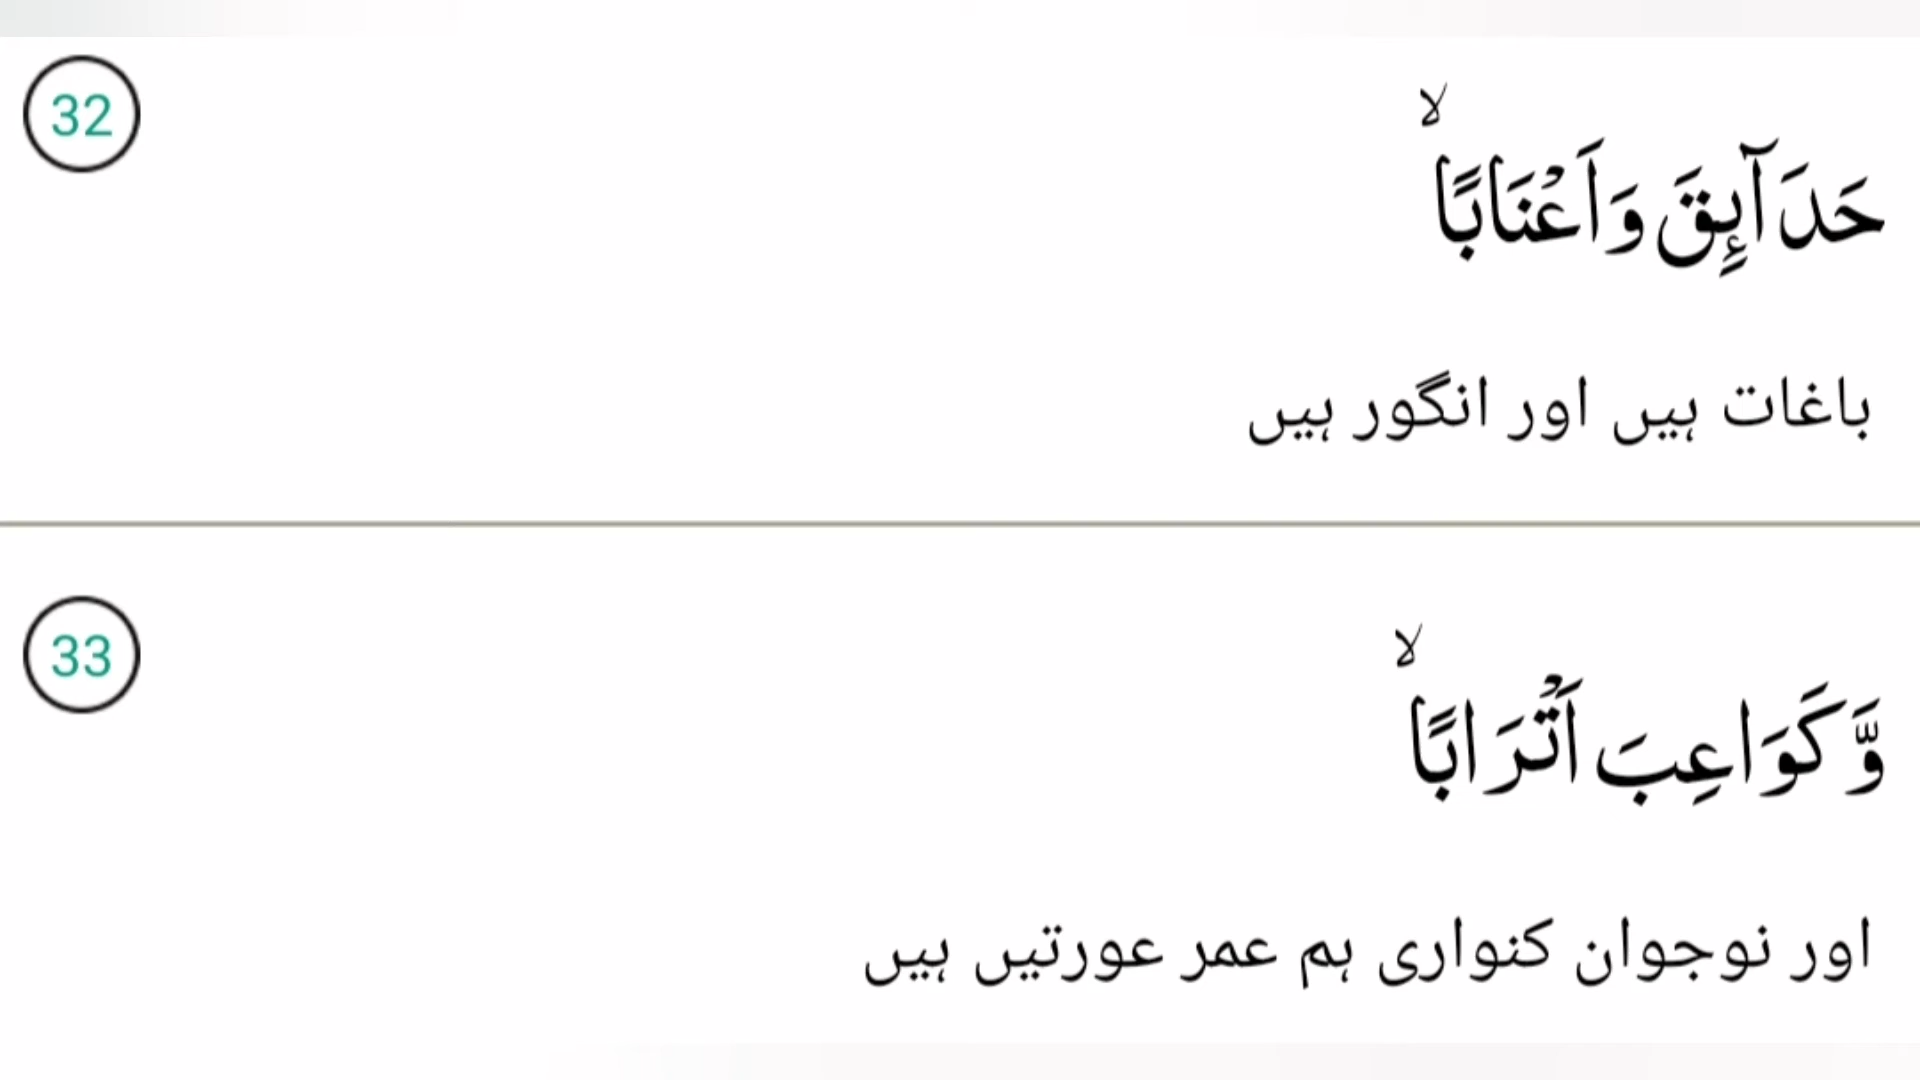 32
حَدَآئِقَ وَاَعْنَابًا ۙ
باغات ہیں اور انگور ہیں
33
وَّكَوَاعِبَ اَتْرَابًا ۙ
اور نوجوان کنواری ہم عمر عورتیں ہیں